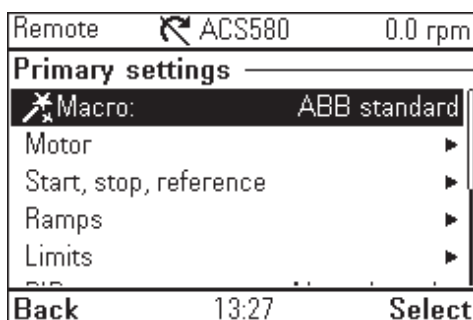 Remote ACS580 0.0 rpm
Primary settings
Macro: ABB standard
Motor
Start, stop, reference
Ramps
Limits
Back 13:27 Select